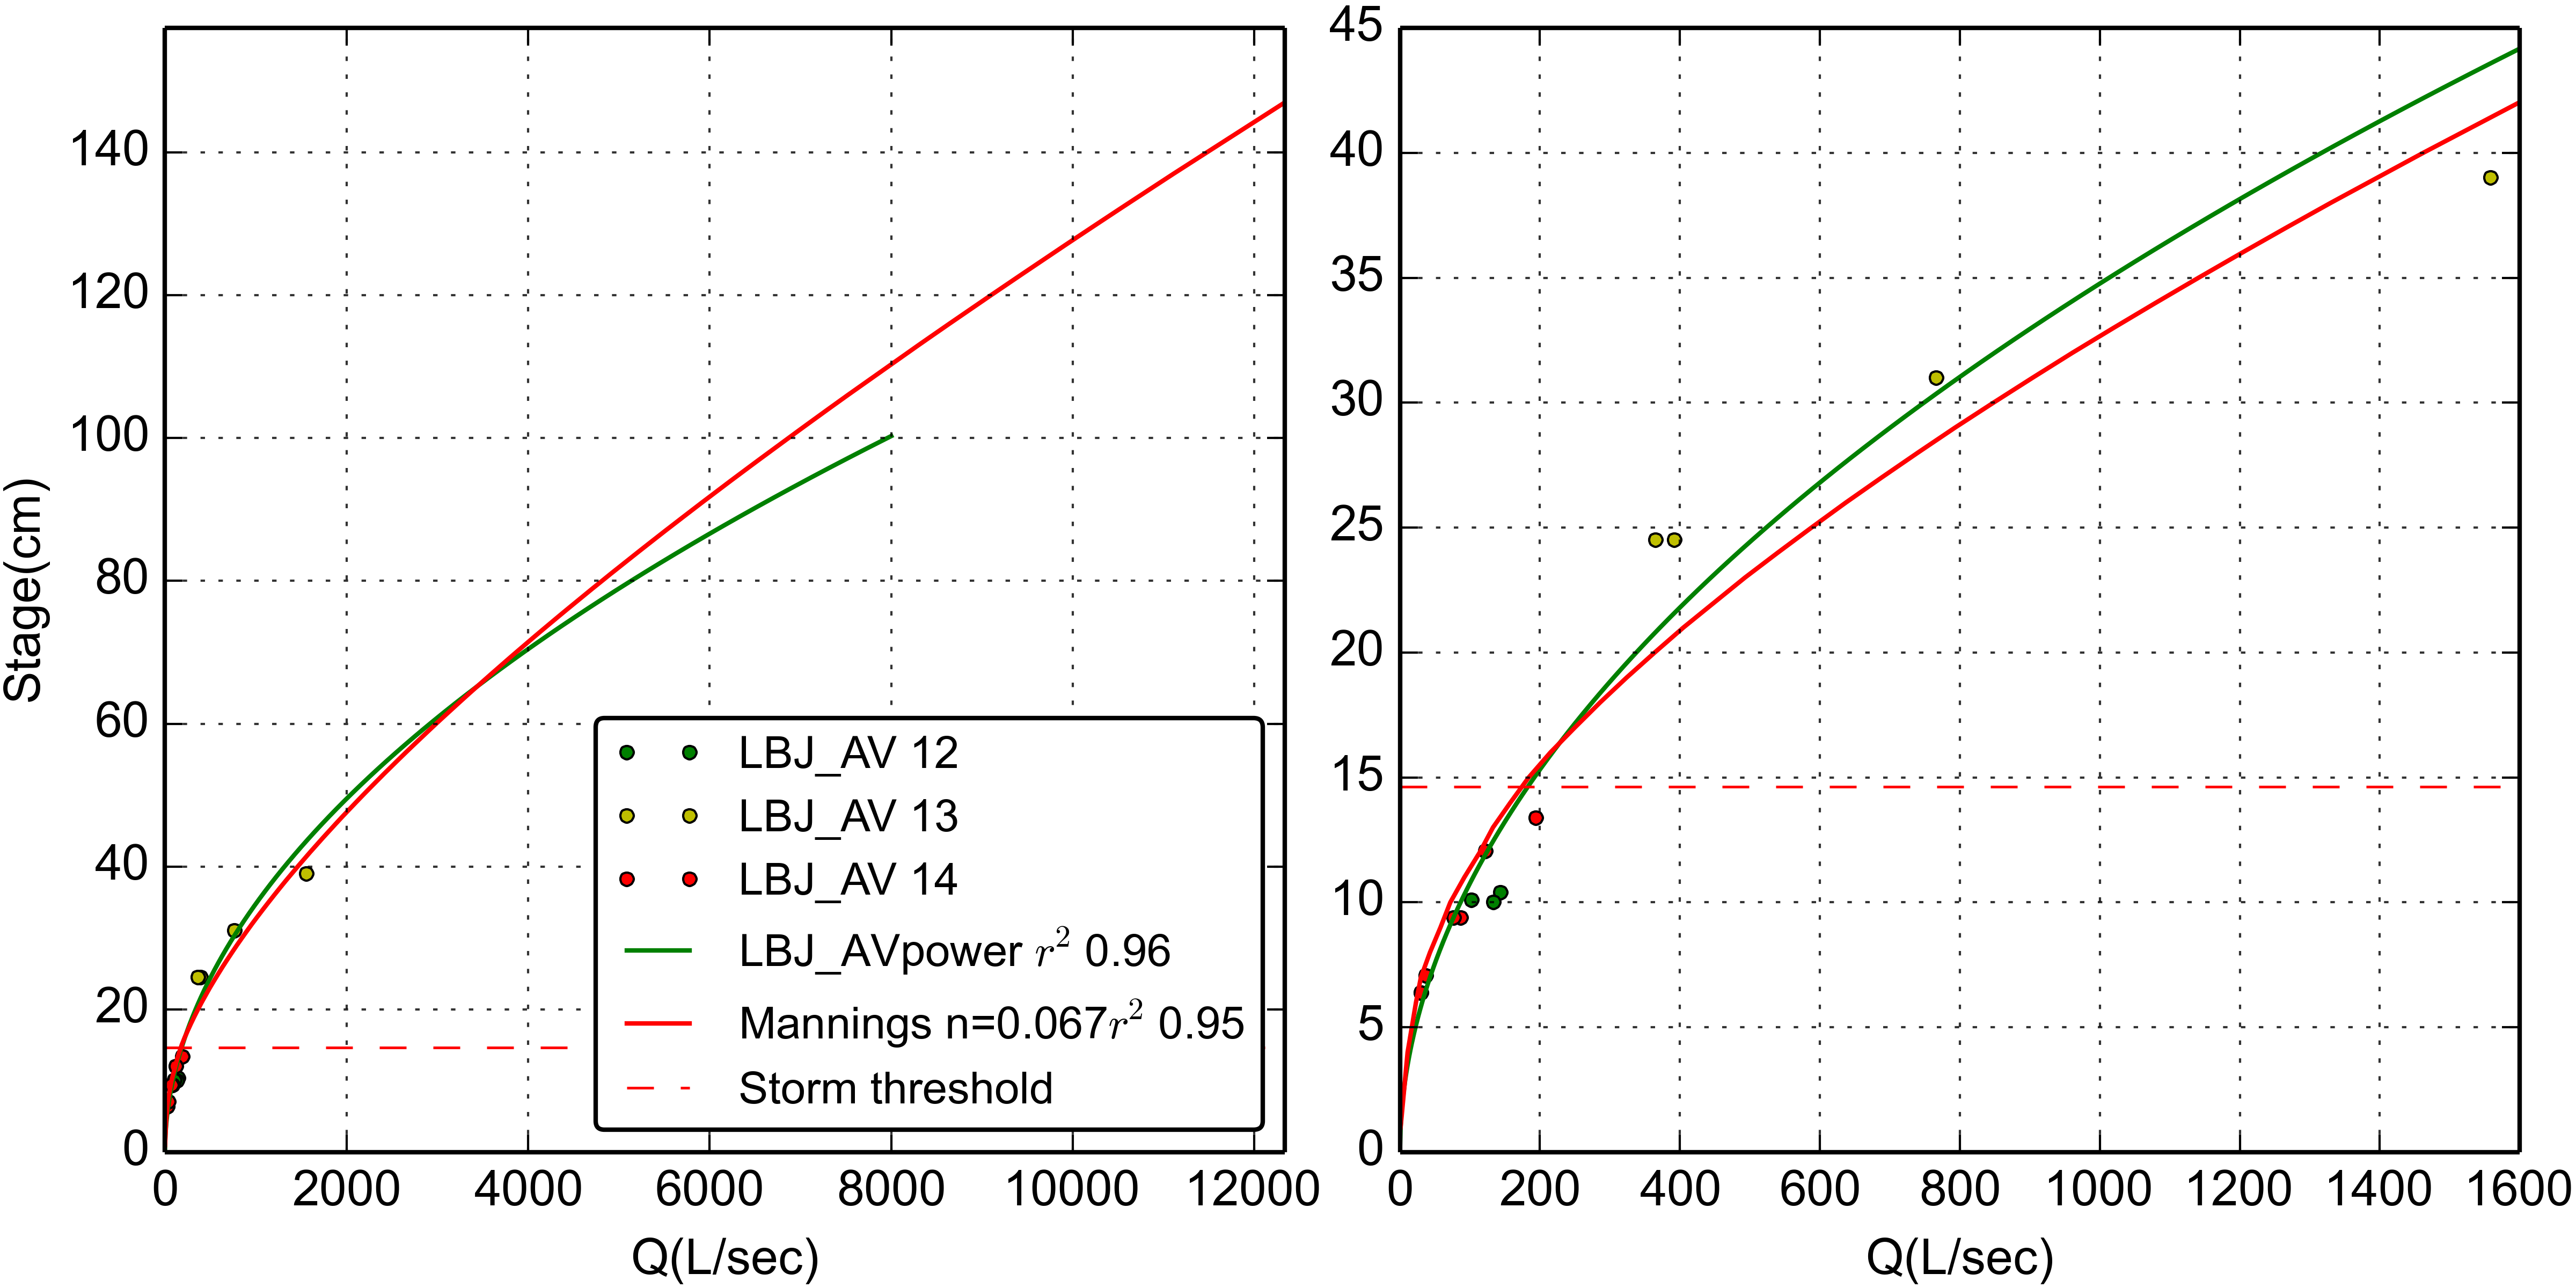 Stage(cm)
140
120
100
80
60
40
20
0
0 2000 4000 6000 8000 10000 12000
Q(L/sec)
LBJ_AV 12
LBJ_AV 13
LBJ_AV 14
LBJ_AVpower r² 0.96
Mannings n=0.067r² 0.95
Storm threshold
45
40
35
30
25
20
15
10
5
0
0 200 400 600 800 1000 1200 1400 1600
Q(L/sec)